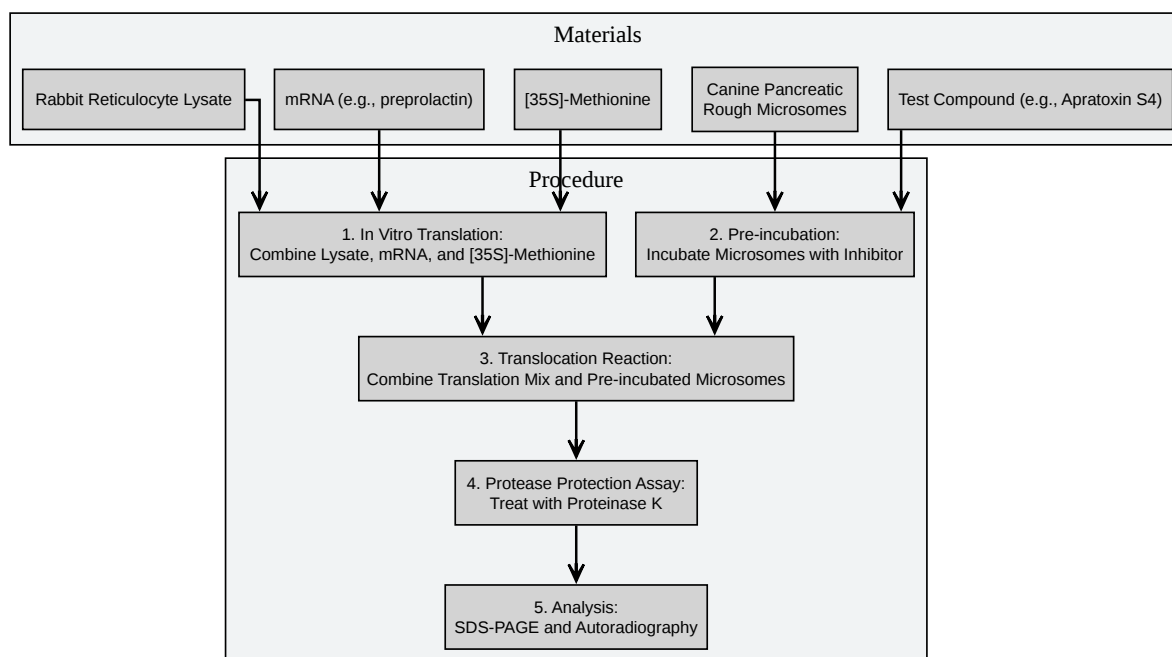 Materials
Rabbit Reticulocyte Lysate
mRNA (e.g., preprolactin)
[35S]-Methionine
Canine Pancreatic
Rough Microsomes
Test Compound (e.g., Apratoxin S4)
Procedure
1. In Vitro Translation:
Combine Lysate, mRNA, and [35S]-Methionine
2. Pre-incubation:
Incubate Microsomes with Inhibitor
3. Translocation Reaction:
Combine Translation Mix and Pre-incubated Microsomes
4. Protease Protection Assay:
Treat with Proteinase K
5. Analysis:
SDS-PAGE and Autoradiography